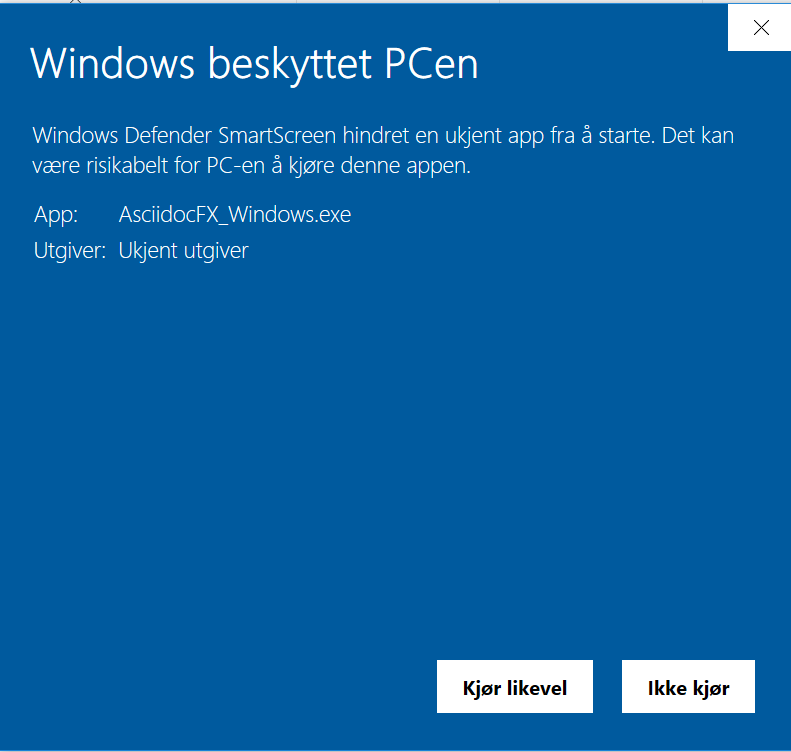 Windows beskyttet PCen
Windows Defender SmartScreen hindret en ukjent app fra å starte. Det kan
være risikabelt for PC-en å kjøre denne appen.
App: AsciidocFX_Windows.exe
Utgiver: Ukjent utgiver
Kjør likevel Ikke kjør